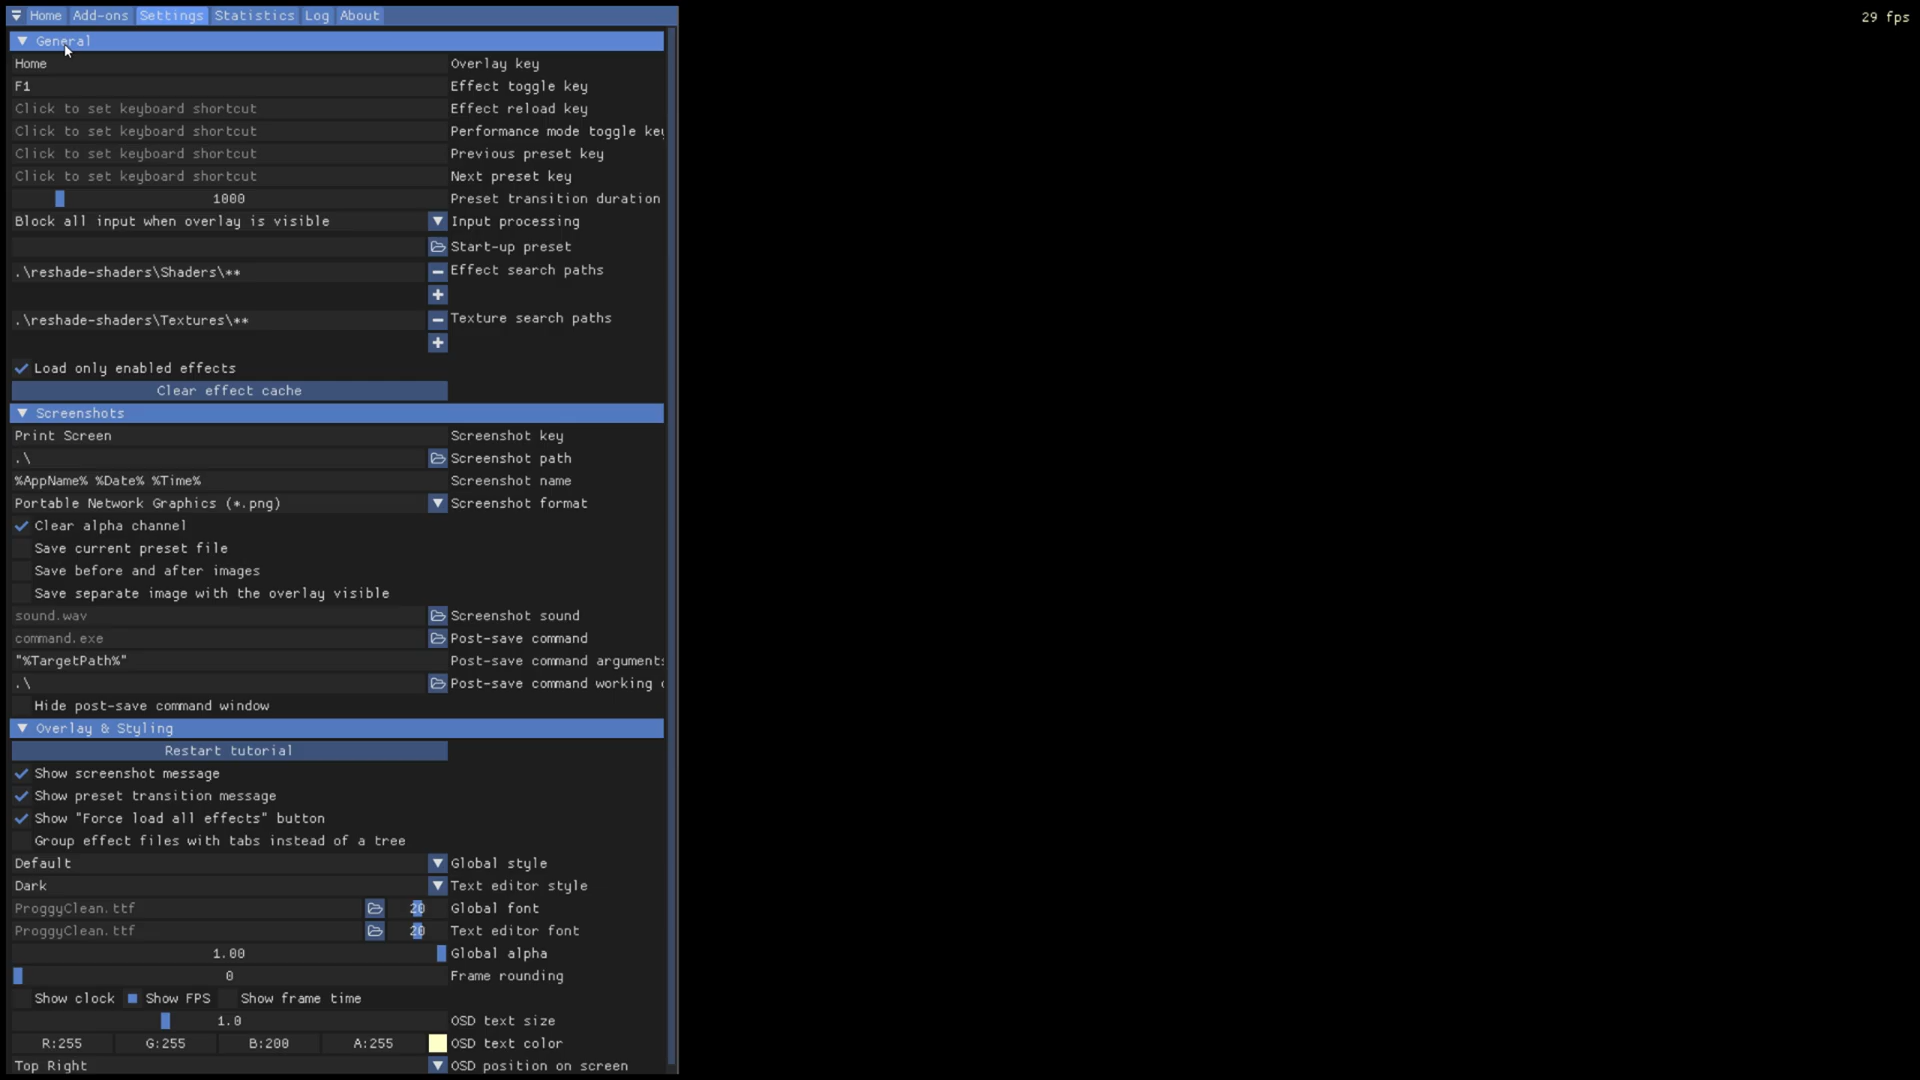 Home Add-ons Settings Statistics Log About
29 fps
General
Home Overlay key
F1 Effect toggle key
Click to set keyboard shortcut Effect reload key
Click to set keyboard shortcut Performance mode toggle key
Click to set keyboard shortcut Previous preset key
Click to set keyboard shortcut Next preset key
1000 Preset transition duration
Block all input when overlay is visible Input processing
Start-up preset
.\reshade-shaders\Shaders\** Effect search paths
.\reshade-shaders\Textures\** Texture search paths
Load only enabled effects
Clear effect cache
Screenshots
Print Screen Screenshot key
.\ Screenshot path
%AppName% %Date% %Time% Screenshot name
Portable Network Graphics (*.png) Screenshot format
Clear alpha channel
Save current preset file
Save before and after images
Save separate image with the overlay visible
sound.wav Screenshot sound
command.exe Post-save command
"%TargetPath%" Post-save command arguments
.\ Post-save command working
Hide post-save command window
Overlay & Styling
Restart tutorial
Show screenshot message
Show preset transition message
Show "Force load all effects" button
Group effect files with tabs instead of a tree
Default Global style
Dark Text editor style
ProggyClean.ttf 20 Global font
ProggyClean.ttf 20 Text editor font
1.00 Global alpha
0 Frame rounding
Show clock Show FPS Show frame time
1.0 OSD text size
R:255 G:255 B:200 A:255 OSD text color
Top Right OSD position on screen